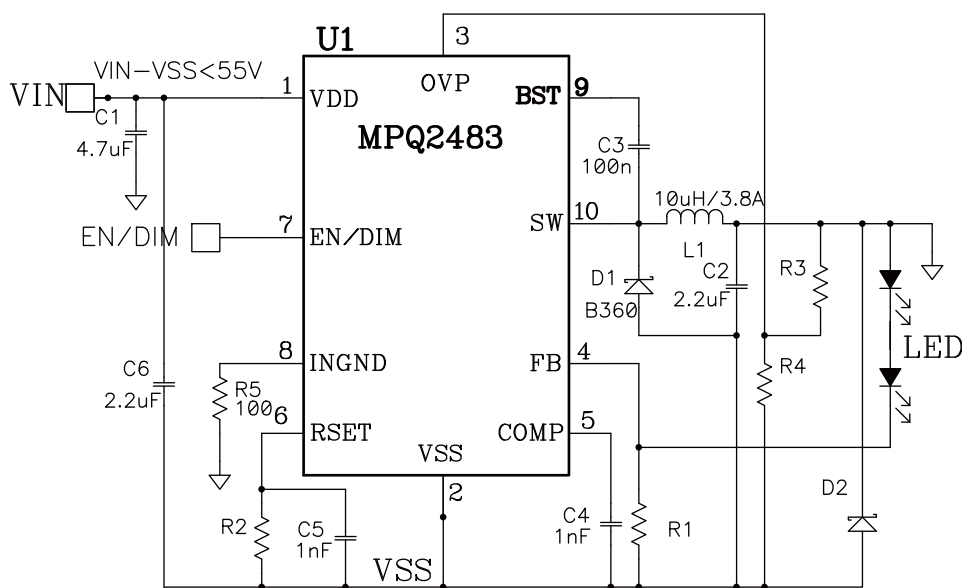 U1
3
VIN-VSS<55V
VIN
1
VDD
OVP
BST
9
C1
4.7uF
MPQ2483
C3
100n
10uH/3.8A
EN/DIM
7
EN/DIM
SW
10
L1
D1
B360
C2
2.2uF
R3
8
INGND
FB
4
LED
R4
C6
2.2uF
R5
100
6
RSET
COMP
5
VSS
2
D2
R2
C5
1nF
C4
1nF
R1
VSS